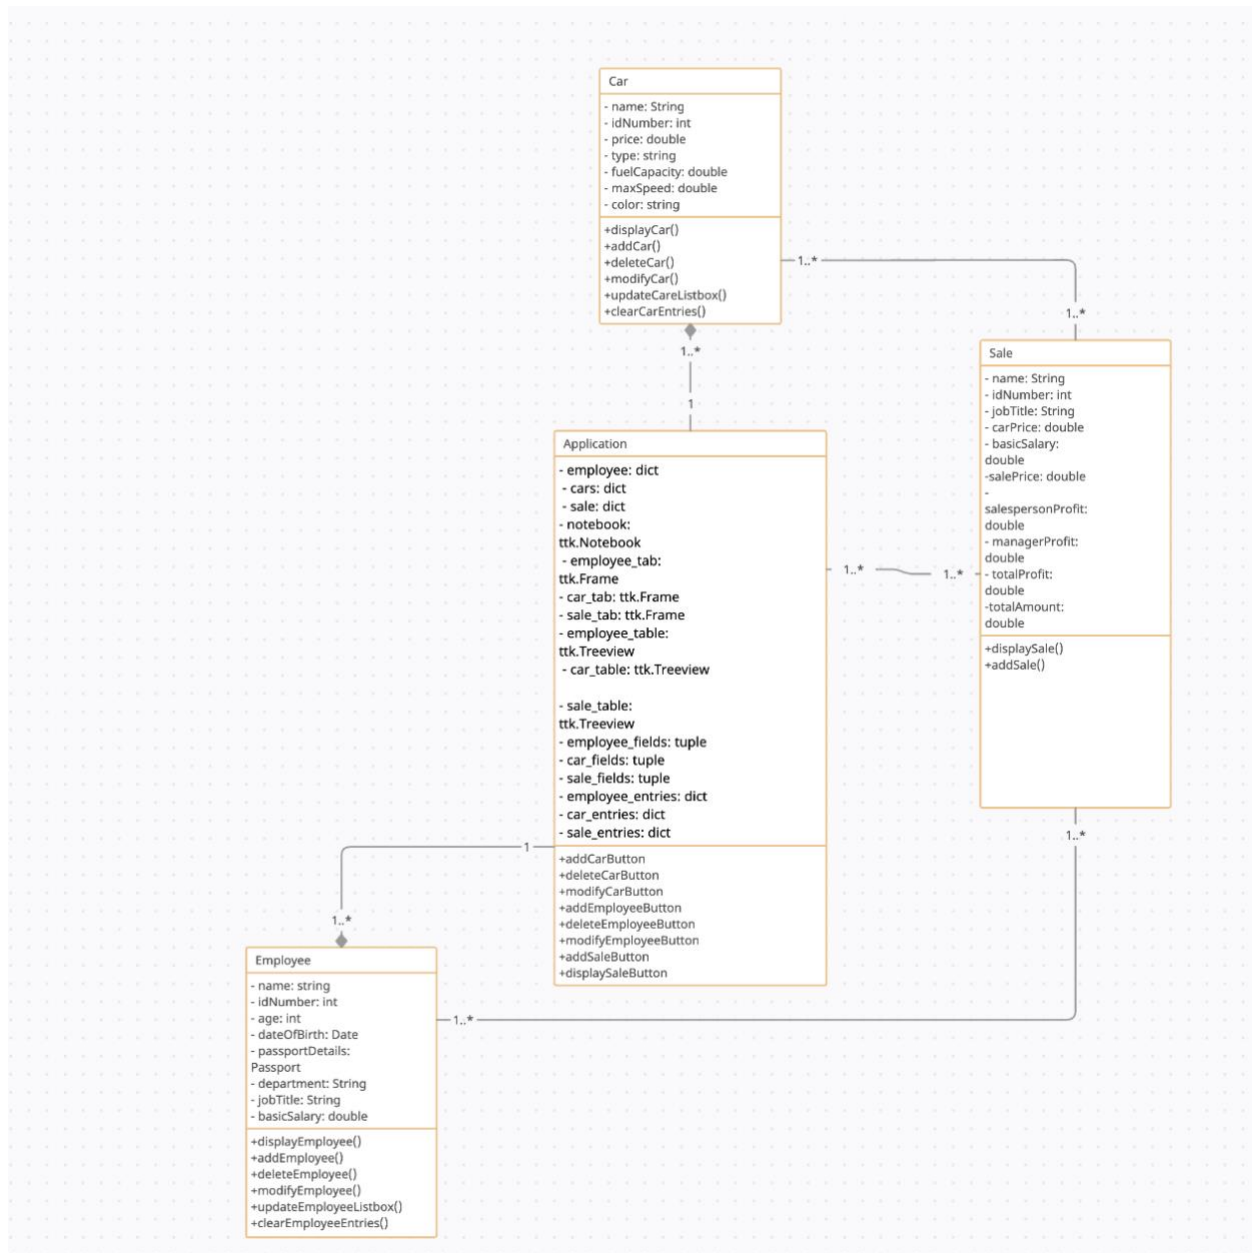 Car
- name: String
- idNumber: int
- price: double
- type: string
- fuelCapacity: double
- maxSpeed: double
- color: string
+displayCar()
+addCar()
+deleteCar()
+modifyCar()
+updateCareListbox()
+clearCarEntries()
1..*
1..*
1..*
1
Sale
- name: String
- idNumber: int
- jobTitle: String
- carPrice: double
- basicSalary:
double
-salePrice: double
-
salespersonProfit:
double
- managerProfit:
double
- totalProfit:
double
-totalAmount:
double
+displaySale()
+addSale()
Application
- employee: dict
- cars: dict
- sale: dict
- notebook:
ttk.Notebook
- employee_tab:
ttk.Frame
- car_tab: ttk.Frame
- sale_tab: ttk.Frame
- employee_table:
ttk.Treeview
- car_table: ttk.Treeview
- sale_table:
ttk.Treeview
- employee_fields: tuple
- car_fields: tuple
- sale_fields: tuple
- employee_entries: dict
- car_entries: dict
- sale_entries: dict
+addCarButton
+deleteCarButton
+modifyCarButton
+addEmployeeButton
+deleteEmployeeButton
+modifyEmployeeButton
+addSaleButton
+displaySaleButton
1..*
1..*
1..*
1
1..*
Employee
- name: string
- idNumber: int
- age: int
- dateOfBirth: Date
- passportDetails:
Passport
- department: String
- jobTitle: String
- basicSalary: double
+displayEmployee()
+addEmployee()
+deleteEmployee()
+modifyEmployee()
+updateEmployeeListbox()
+clearEmployeeEntries()
1..*